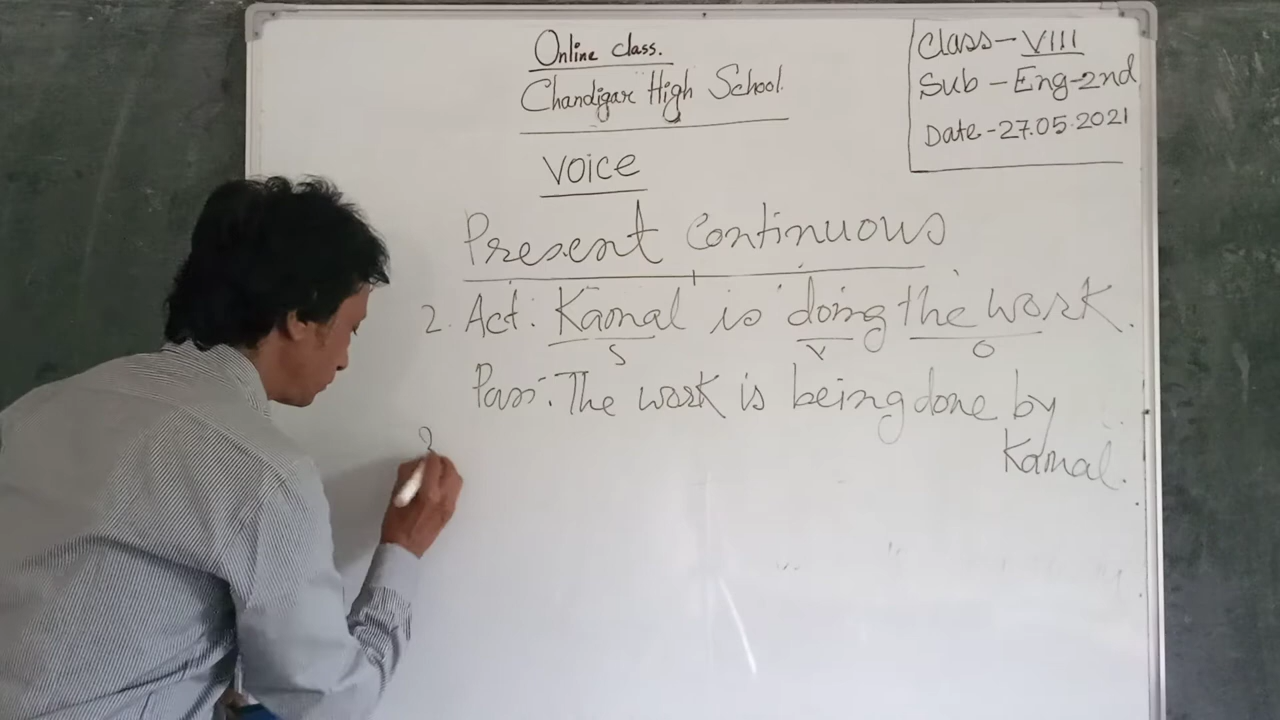 Online class.
Chandigar High School.
Class-VIII
Sub-Eng-2nd
Date-27.05.2021
VOICE
Present Continuous
2. Act: Kamal is doing the work.
S V O
Pass: The work is being done by
Kamal.